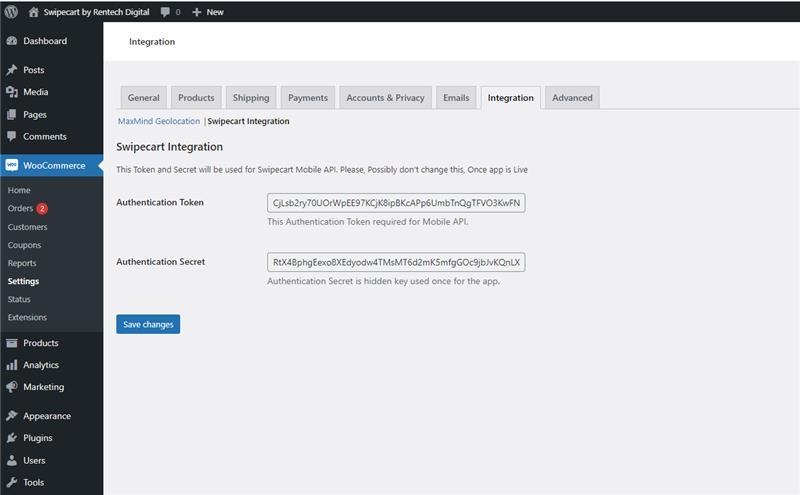 Swipecart by Rentech Digital 0 New
Dashboard
Posts
Media
Pages
Comments
WooCommerce
Home
Orders 2
Customers
Coupons
Reports
Settings
Status
Extensions
Products
Analytics
Marketing
Appearance
Plugins
Users
Tools
Integration
General Products Shipping Payments Accounts & Privacy Emails Integration Advanced
MaxMind Geolocation | Swipecart Integration
Swipecart Integration
This Token and Secret will be used for Swipecart Mobile API. Please, Possibly don't change this, Once app is Live
Authentication Token CjLsb2ry70UOrWpEE97KCjK8ipBKcAPp6UmbTnQgTFVO3KwFN
This Authentication Token required for Mobile API.
Authentication Secret RtX4BphgEexo8XEdyodw4TMsMT6d2mK5mfgGOc9jbJvKQnLX
Authentication Secret is hidden key used once for the app.
Save changes